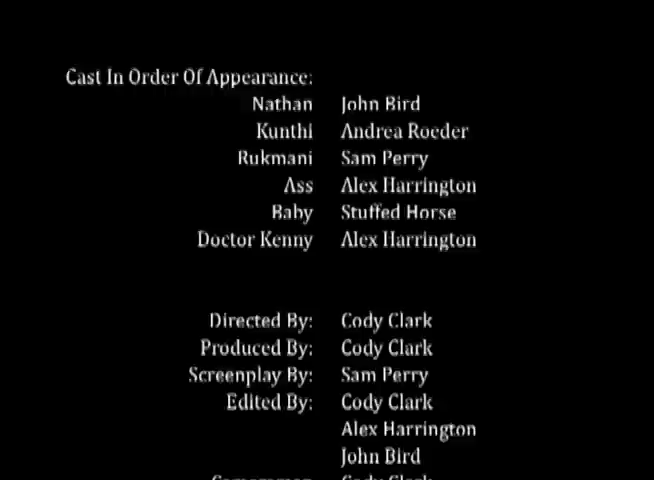 Cast In Order Of Appearance:
Nathan John Bird
Kunthi Andrea Roeder
Rukmani Sam Perry
Ass Alex Harrington
Baby Stuffed Horse
Doctor Kenny Alex Harrington
Directed By: Cody Clark
Produced By: Cody Clark
Screenplay By: Sam Perry
Edited By: Cody Clark
Alex Harrington
John Bird
Cody Clark